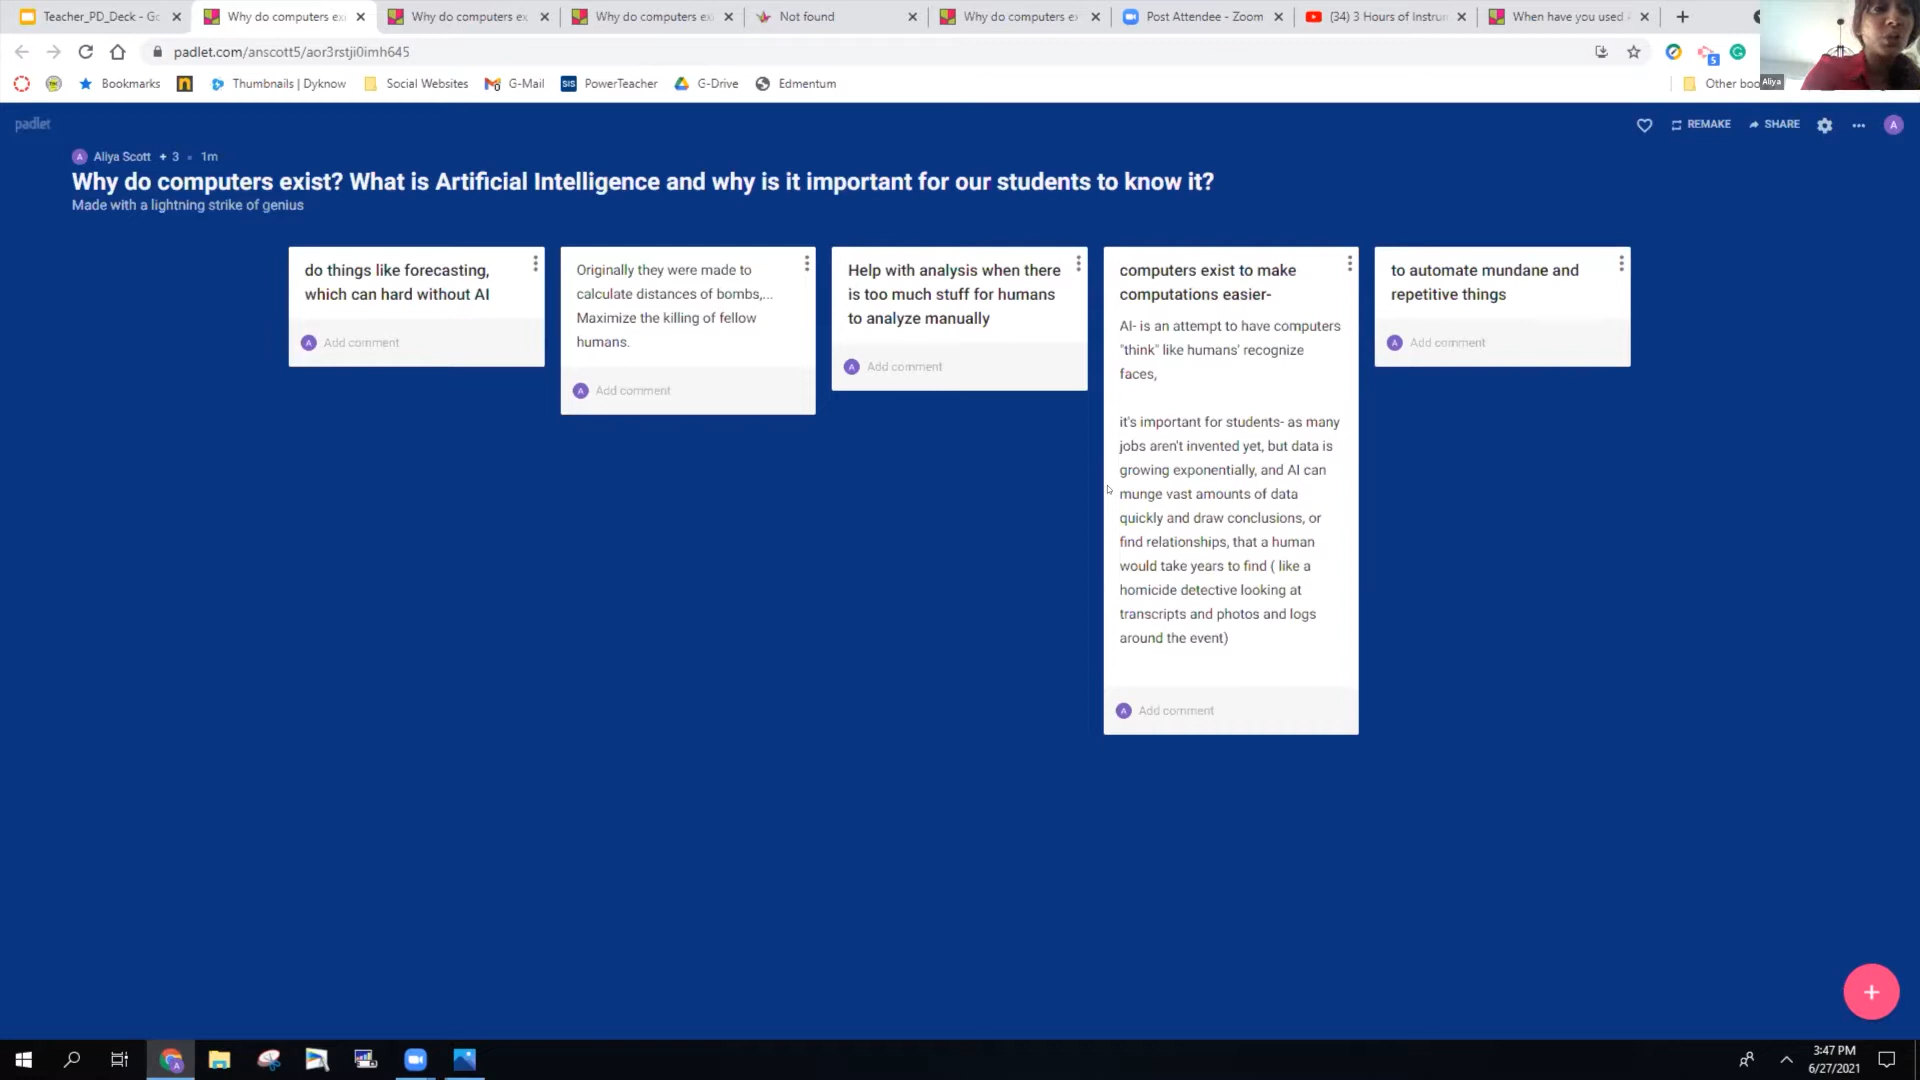 Teacher_PD_Deck - Go
Why do computers ex
Why do computers ex
Why do computers ex
Not found
Why do computers ex
Post Attendee - Zoom
(34) 3 Hours of Instrum
When have you used
padlet.com/anscott5/aor3rstji0imh645
5
Bookmarks
Thumbnails | Dyknow
Social Websites
G-Mail
SIS
PowerTeacher
G-Drive
Edmentum
Other boo
Aliya
padlet
REMAKE
SHARE
A
A
Aliya Scott + 3 • 1m
Why do computers exist? What is Artificial Intelligence and why is it important for our students to know it?
Made with a lightning strike of genius
do things like forecasting,
which can hard without AI
A Add comment
Originally they were made to
calculate distances of bombs,...
Maximize the killing of fellow
humans.
A Add comment
Help with analysis when there
is too much stuff for humans
to analyze manually
A Add comment
computers exist to make
computations easier-
AI- is an attempt to have computers
"think" like humans' recognize
faces,
it's important for students- as many
jobs aren't invented yet, but data is
growing exponentially, and AI can
munge vast amounts of data
quickly and draw conclusions, or
find relationships, that a human
would take years to find ( like a
homicide detective looking at
transcripts and photos and logs
around the event)
A Add comment
to automate mundane and
repetitive things
A Add comment
3:47 PM
6/27/2021